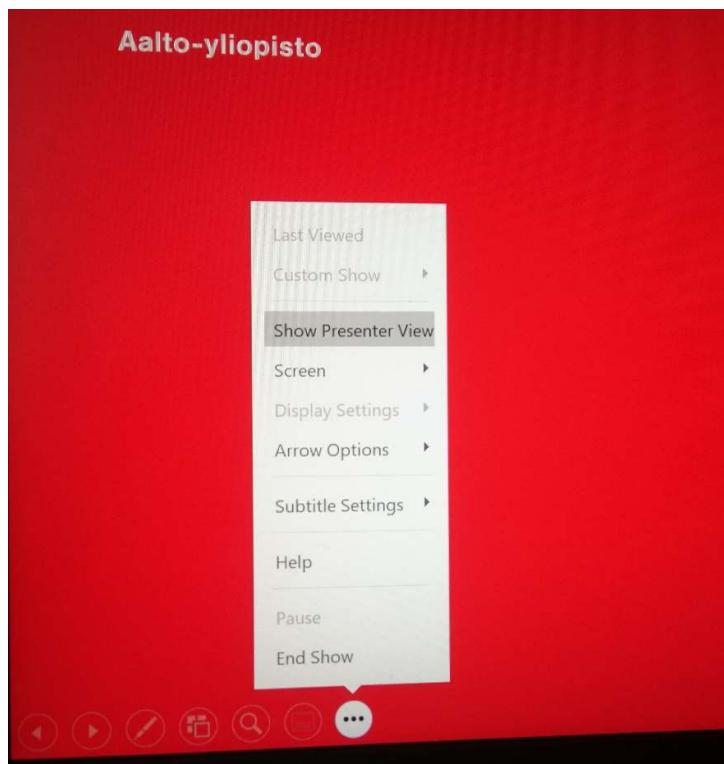 Aalto-yliopisto
Last Viewed
Custom Show
Show Presenter View
Screen
Display Settings
Arrow Options
Subtitle Settings
Help
Pause
End Show